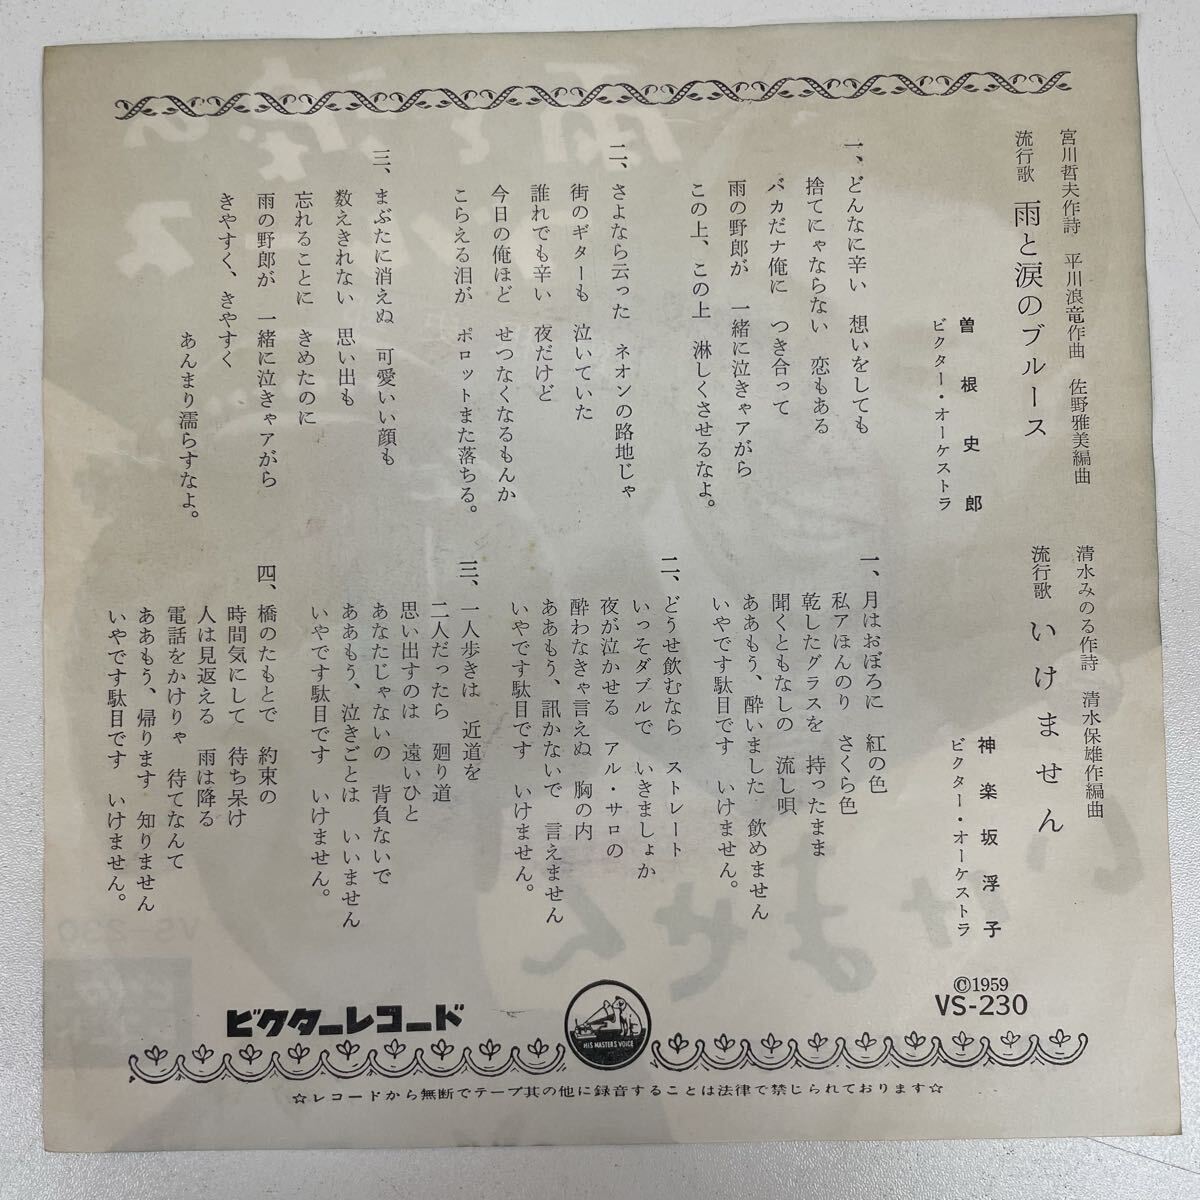 宮川哲夫作詩　平川浪竜作曲　佐野雅美編曲
流行歌　雨と涙のブルース
曽根史郎
ビクター・オーケストラ
一、どんなに辛い　想いをしても
捨てにゃならない　恋もある
バカだナ俺に　つき合って
雨の野郎が　一緒に泣きゃアがら
この上、この上　淋しくさせるなよ。
二、さよなら云った　ネオンの路地じゃ
街のギターも　泣いていた
誰れでも辛い　夜だけど
今日の俺ほど　せつなくなるもんか
こらえる泪が　ポロットまた落ちる。
三、まぶたに消えぬ　可愛いい顔も
数えきれない　思い出も
忘れることに　きめたのに
雨の野郎が　一緒に泣きゃアがら
きやすく、きやすく
あんまり濡らすなよ。
清水みのる作詩　清水保雄作編曲
流行歌　いけません
神楽坂浮子
ビクター・オーケストラ
一、月はおぼろに　紅の色
私アほんのり　さくら色
乾したグラスを　持ったまま
聞くともなしの　流し唄
ああもう、酔いました　飲めません
いやです駄目です　いけません。
二、どうせ飲むなら　ストレート
いっそダブルで　いきましょか
夜が泣かせる　アル・サロの
酔わなきゃ言えぬ　胸の内
ああもう、訊かないで　言えません
いやです駄目です　いけません。
三、一人歩きは　近道を
二人だったら　廻り道
思い出すのは　遠いひと
あなたじゃないの　背負ないで
ああもう、泣きごとは　いいません
いやです駄目です　いけません。
四、橋のたもとで　約束の
時間気にして　待ち呆け
人は見返える　雨は降る
電話をかけりゃ　待てなんて
ああもう、帰ります　知りません
いやです駄目です　いけません。
©1959
VS-230
HIS MASTERS VOICE
ビクターレコード
☆レコードから無断でテープ其の他に録音することは法律で禁じられております☆